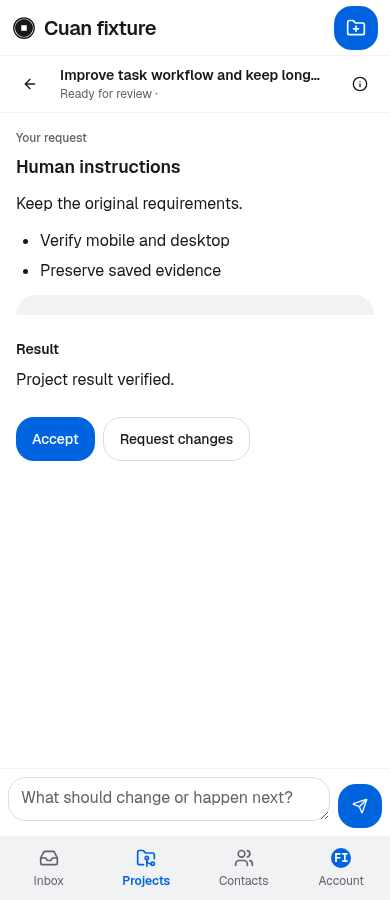 Cuan fixture
Improve task workflow and keep long...
Ready for review ·
Your request
Human instructions
Keep the original requirements.
• Verify mobile and desktop
• Preserve saved evidence
Result
Project result verified.
Accept
Request changes
What should change or happen next?
FI
Inbox
Projects
Contacts
Account